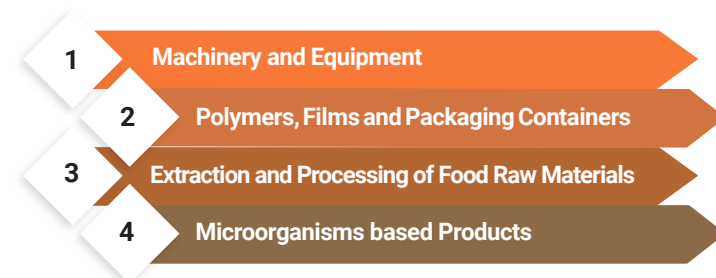 1 Machinery and Equipment
2 Polymers, Films and Packaging Containers
3 Extraction and Processing of Food Raw Materials
4 Microorganisms based Products